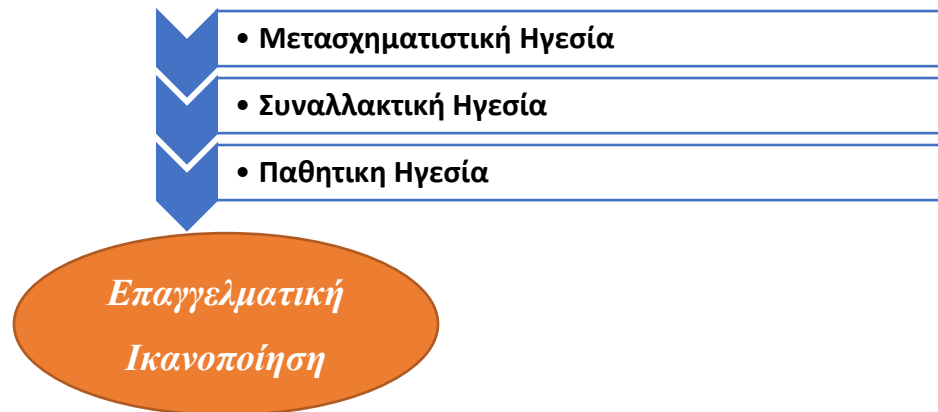 • Μετασχηματιστική Ηγεσία
• Συναλλακτική Ηγεσία
• Παθητικη Ηγεσία
Επαγγελματική
Ικανοποίηση